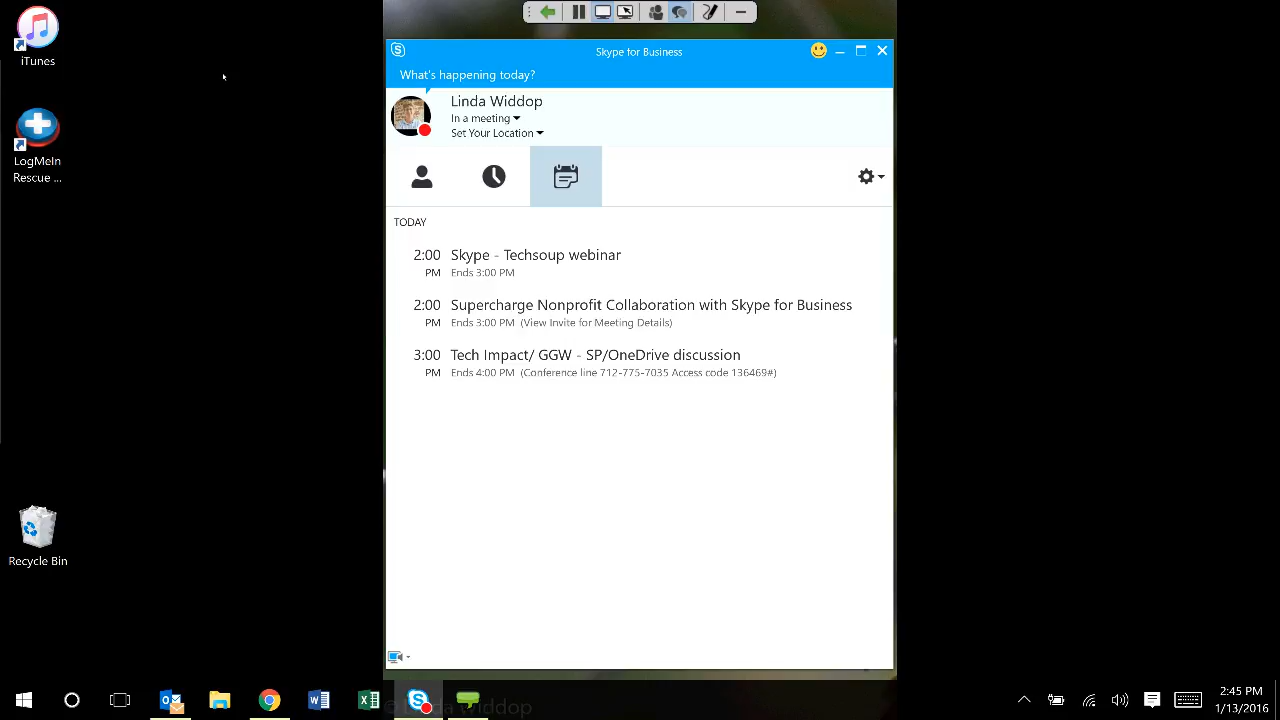 iTunes
LogMeIn
Rescue ...
Recycle Bin
Skype for Business
What's happening today?
Linda Widdop
In a meeting
Set Your Location
TODAY
2:00 PM Skype - Techsoup webinar
Ends 3:00 PM
2:00 PM Supercharge Nonprofit Collaboration with Skype for Business
Ends 3:00 PM (View Invite for Meeting Details)
3:00 PM Tech Impact/ GGW - SP/OneDrive discussion
Ends 4:00 PM (Conference line 712-775-7035 Access code 136469#)
© Linda Widdop
2:45 PM
1/13/2016